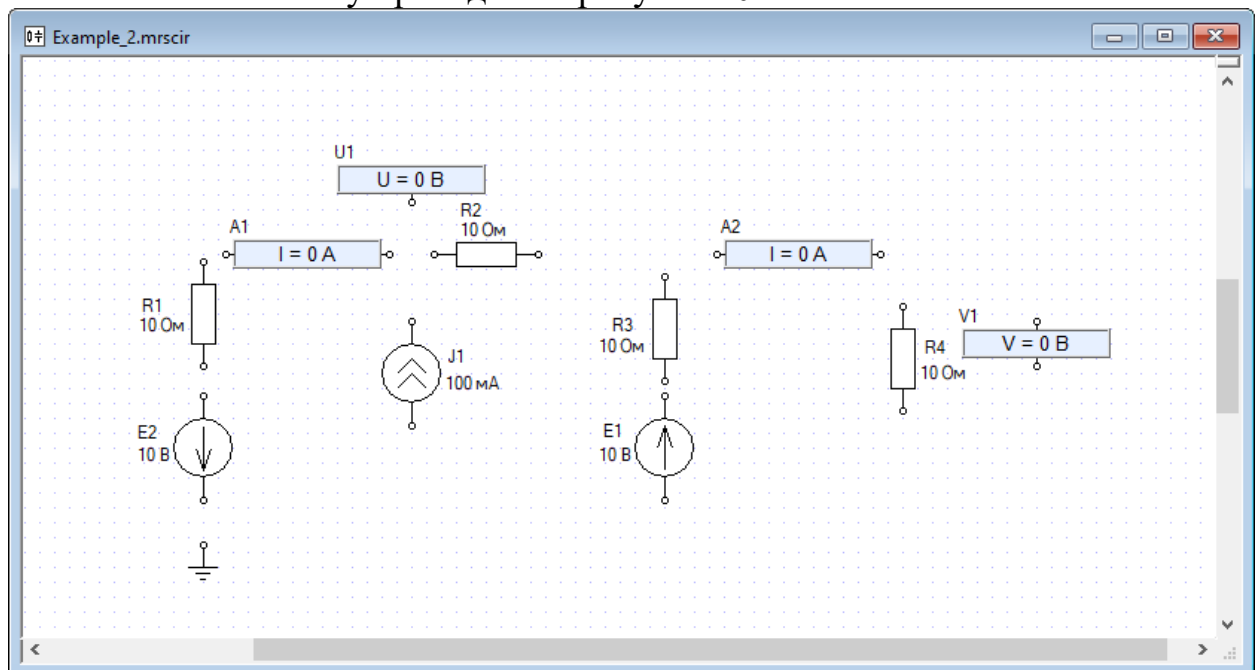 Example_2.mrscir
U1
U = 0 В
A1
I = 0 А
R2
10 Ом
A2
I = 0 А
R1
10 Ом
J1
100 мА
R3
10 Ом
R4
10 Ом
V1
V = 0 В
E2
10 В
E1
10 В